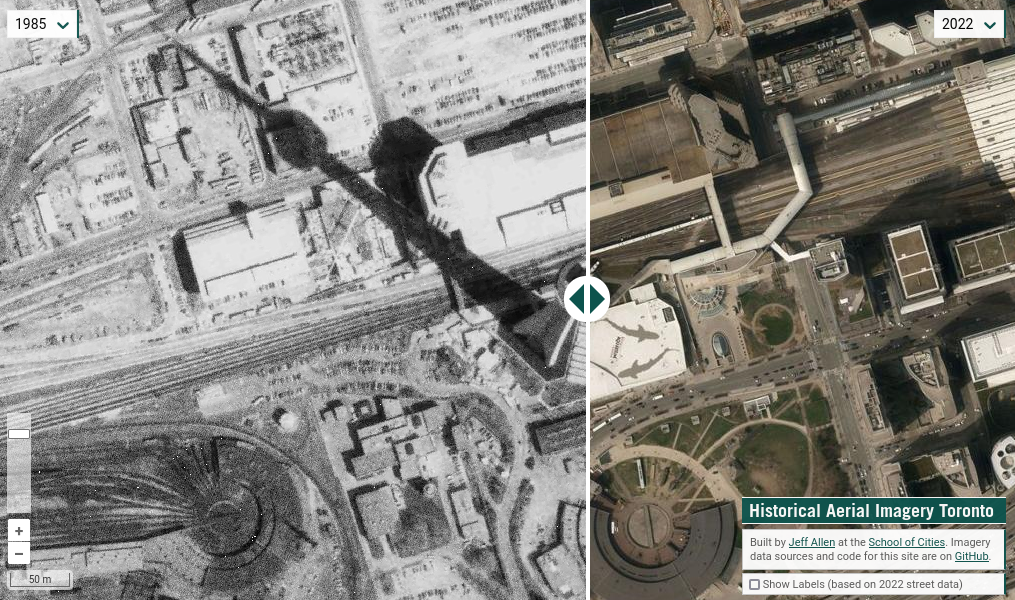 1985
2022
+
−
50 m
Historical Aerial Imagery Toronto
Built by Jeff Allen at the School of Cities. Imagery
data sources and code for this site are on GitHub.
Show Labels (based on 2022 street data)